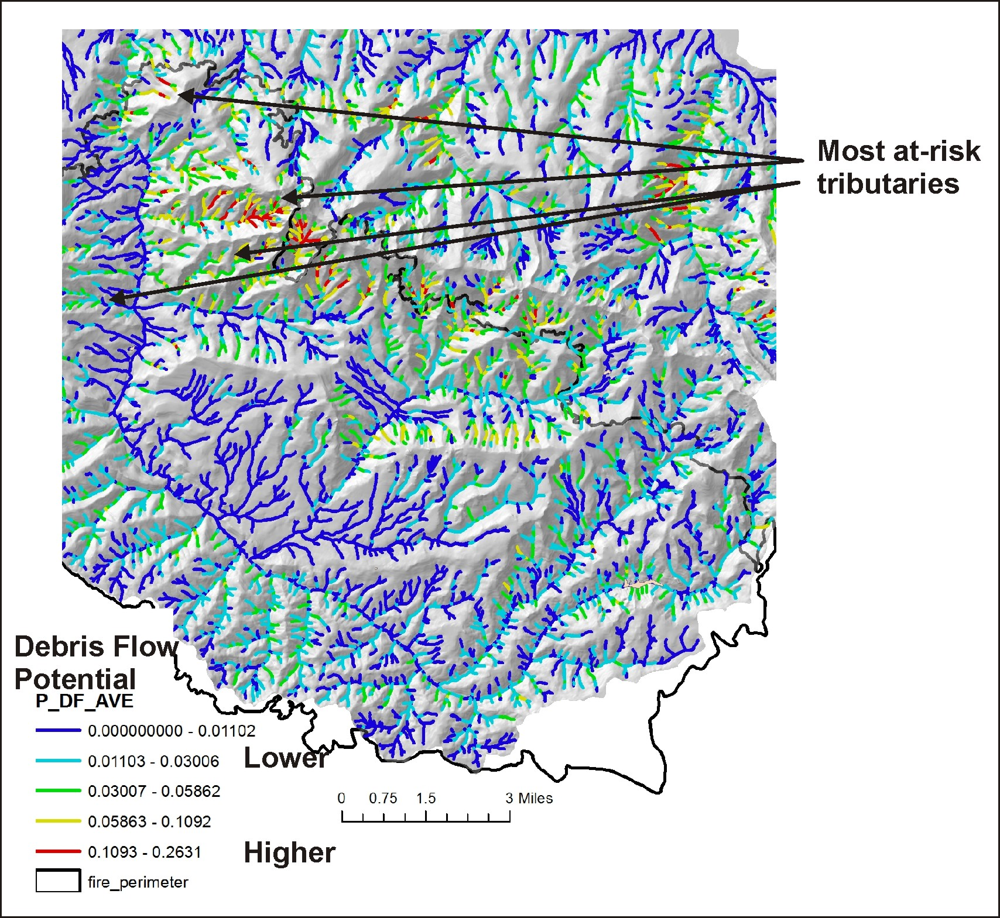 Most at-risk
tributaries
Debris Flow
Potential
P_DF_AVE
0.000000000 - 0.01102
0.01103 - 0.03006
Lower
0.03007 - 0.05862
0.05863 - 0.1092
0.1093 - 0.2631
Higher
fire_perimeter
0 0.75 1.5 3 Miles